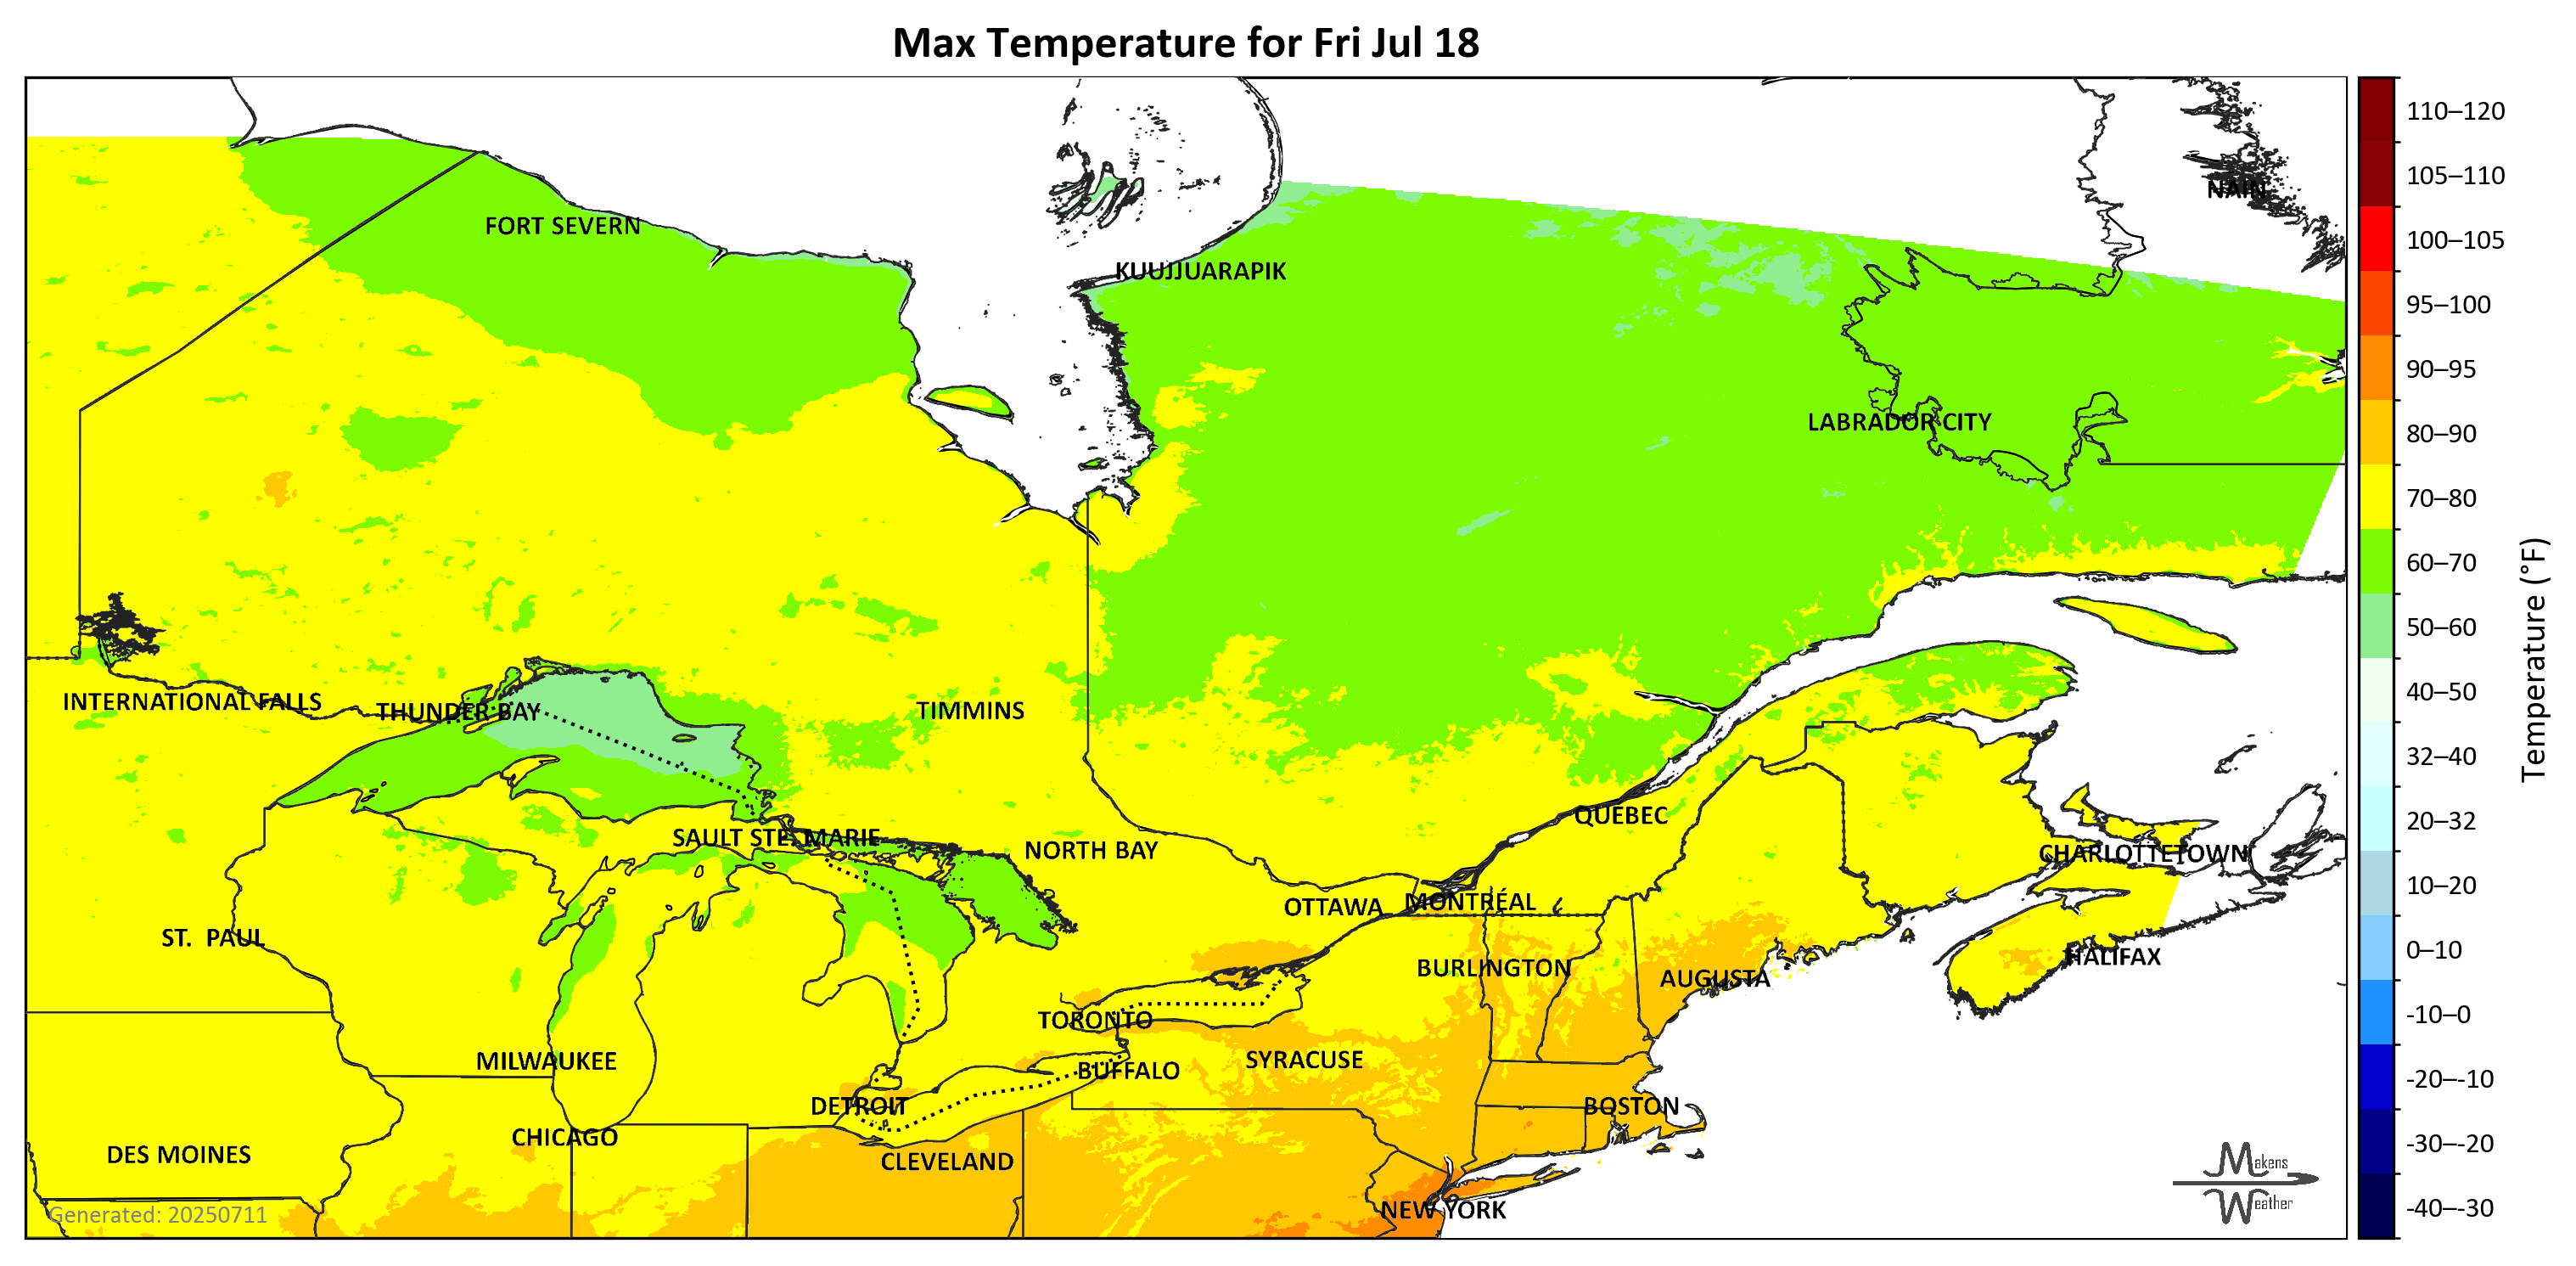 Max Temperature for Fri Jul 18
NAIN
FORT SEVERN
KUUJJUARAPIK
LABRADOR CITY
INTERNATIONAL FALLS
THUNDER BAY
TIMMINS
QUÉBEC
SAULT STE. MARIE
NORTH BAY
CHARLOTTETOWN
OTTAWA
MONTRÉAL
ST.  PAUL
HALIFAX
BURLINGTON
AUGUSTA
TORONTO
MILWAUKEE
SYRACUSE
BUFFALO
DETROIT
BOSTON
CHICAGO
DES MOINES
CLEVELAND
NEW YORK
Generated: 20250711
Makens
Weather
110–120
105–110
100–105
95–100
90–95
80–90
70–80
60–70
50–60
40–50
32–40
20–32
10–20
0–10
-10–0
-20–-10
-30–-20
-40–-30
Temperature (°F)